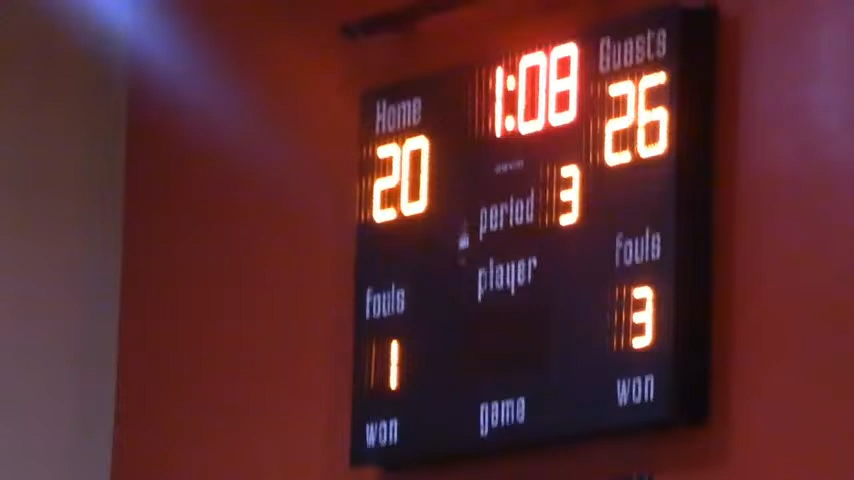 Home
1:08
Guests
20
26
period 3
player
fouls
fouls
1
3
won
game
won